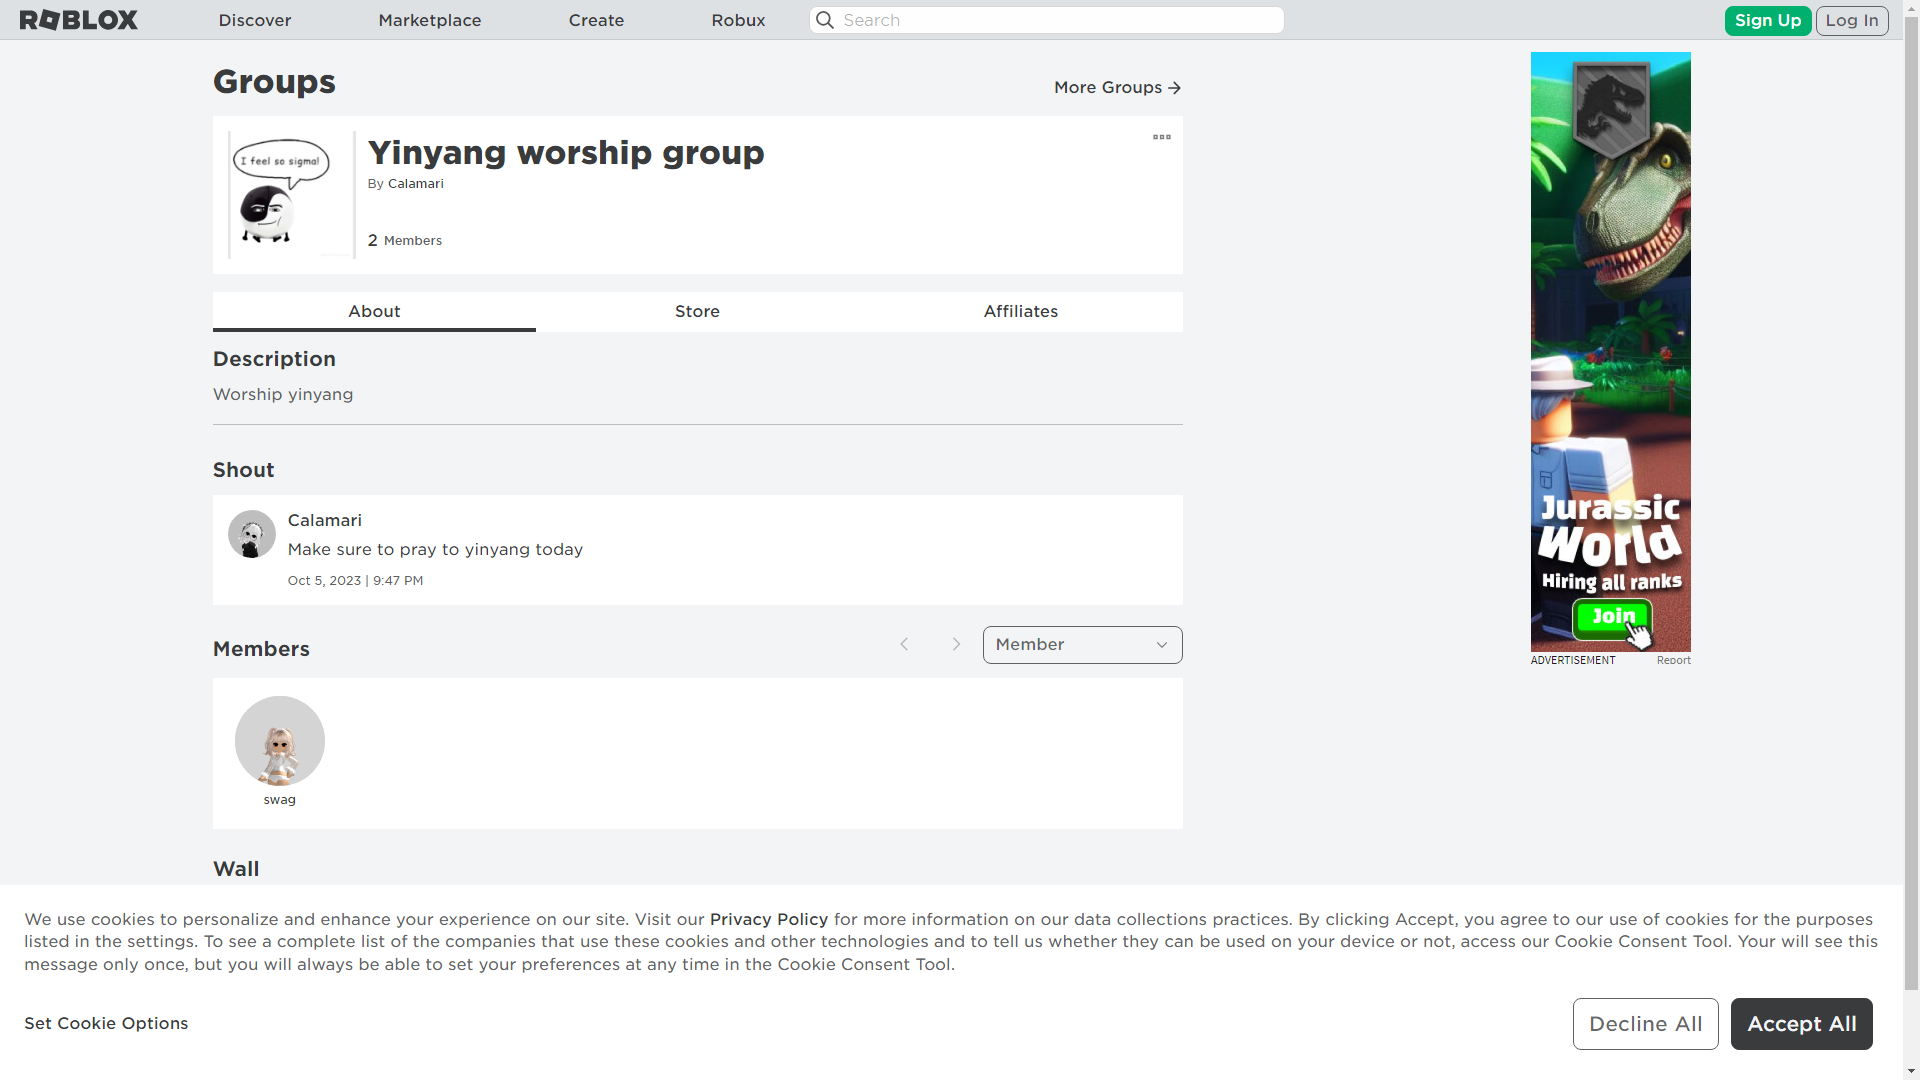 ROBLOX
Discover
Marketplace
Create
Robux
Search
Sign Up
Log In
Groups
More Groups
I feel so sigma!
Yinyang worship group
By Calamari
2 Members
About
Store
Affiliates
Description
Worship yinyang
Shout
Calamari
Make sure to pray to yinyang today
Oct 5, 2023 | 9:47 PM
Members
Member
swag
Wall
Jurassic
World
Hiring all ranks
Join
ADVERTISEMENT
Report
We use cookies to personalize and enhance your experience on our site. Visit our Privacy Policy for more information on our data collections practices. By clicking Accept, you agree to our use of cookies for the purposes
listed in the settings. To see a complete list of the companies that use these cookies and other technologies and to tell us whether they can be used on your device or not, access our Cookie Consent Tool. Your will see this
message only once, but you will always be able to set your preferences at any time in the Cookie Consent Tool.
Set Cookie Options
Decline All
Accept All